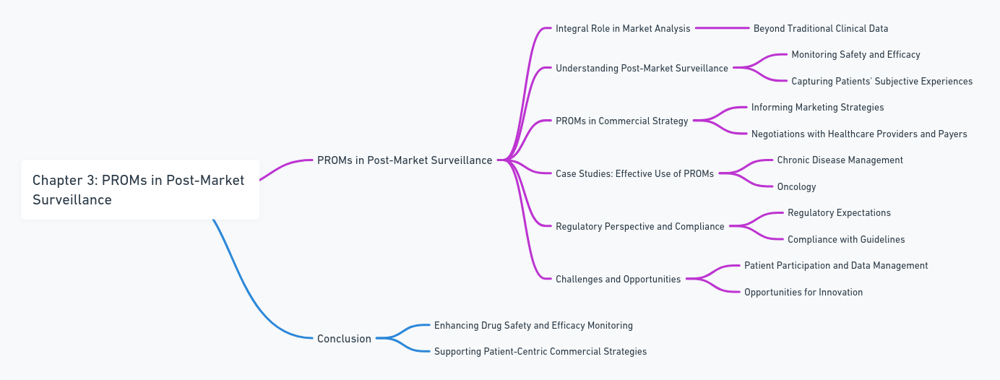 Chapter 3: PROMs in Post-Market
Surveillance
PROMs in Post-Market Surveillance
Integral Role in Market Analysis
Beyond Traditional Clinical Data
Understanding Post-Market Surveillance
Monitoring Safety and Efficacy
Capturing Patients' Subjective Experiences
PROMs in Commercial Strategy
Informing Marketing Strategies
Negotiations with Healthcare Providers and Payers
Case Studies: Effective Use of PROMs
Chronic Disease Management
Oncology
Regulatory Perspective and Compliance
Regulatory Expectations
Compliance with Guidelines
Challenges and Opportunities
Patient Participation and Data Management
Opportunities for Innovation
Conclusion
Enhancing Drug Safety and Efficacy Monitoring
Supporting Patient-Centric Commercial Strategies